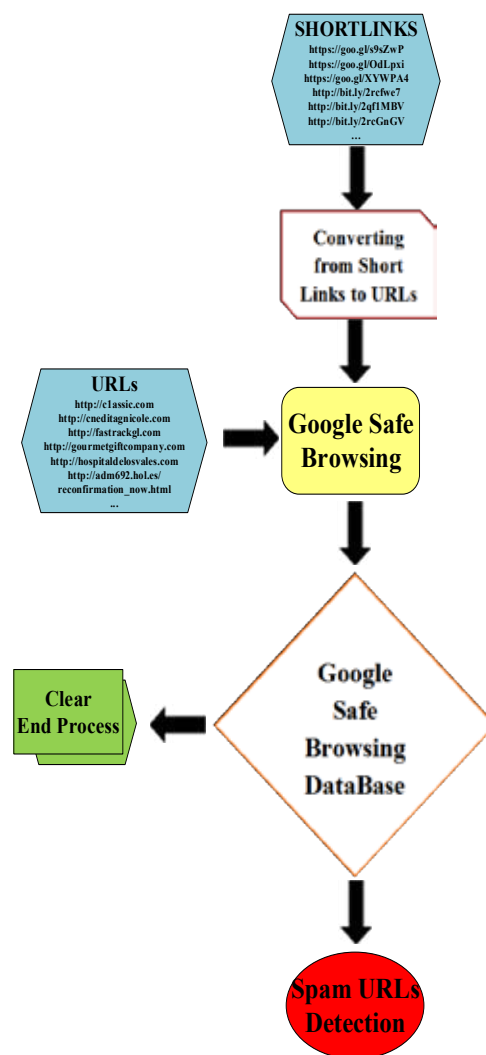 SHORTLINKS
https://goo.gl/s9sZwP
https://goo.gl/OdLpxi
https://goo.gl/XYWPA4
http://bit.ly/2rcfwe7
http://bit.ly/2qf1MBV
http://bit.ly/2rcGnGV
...
Converting
from Short
Links to URLs
URLs
http://c1assic.com
http://cneditagnicole.com
http://fastrackgl.com
http://gourmetgiftcompany.com
http://hospitaldelosvales.com
http://adm692.hol.es/
reconfirmation_now.html
...
Google Safe
Browsing
Google
Safe
Browsing
DataBase
Clear
End Process
Spam URLs
Detection